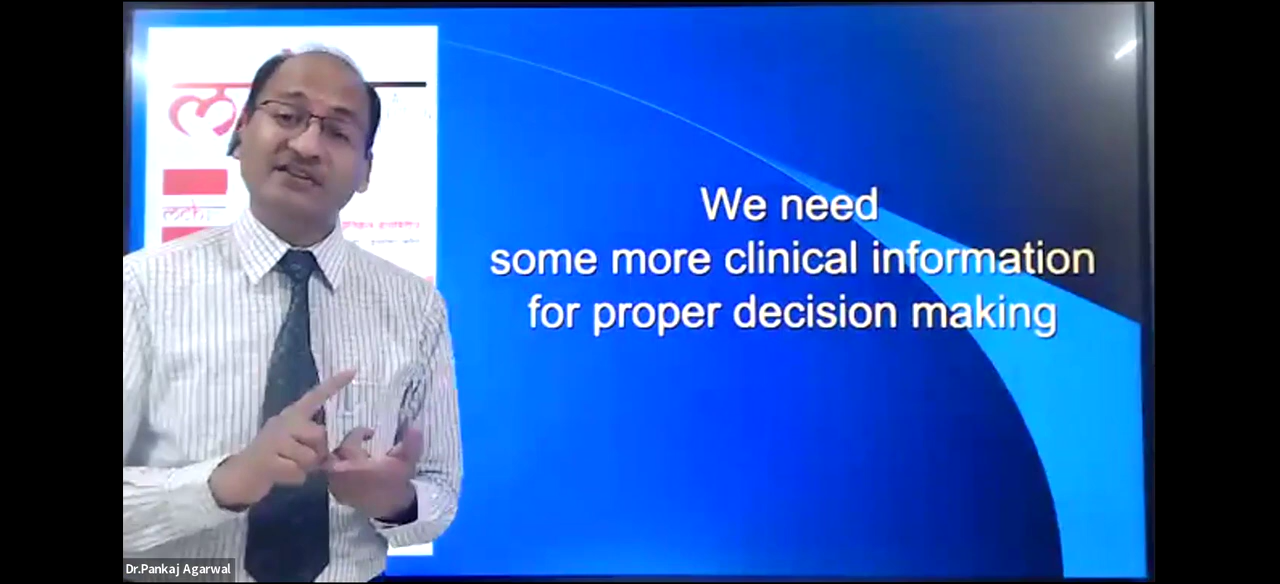 We need
some more clinical information
for proper decision making
Dr.Pankaj Agarwal